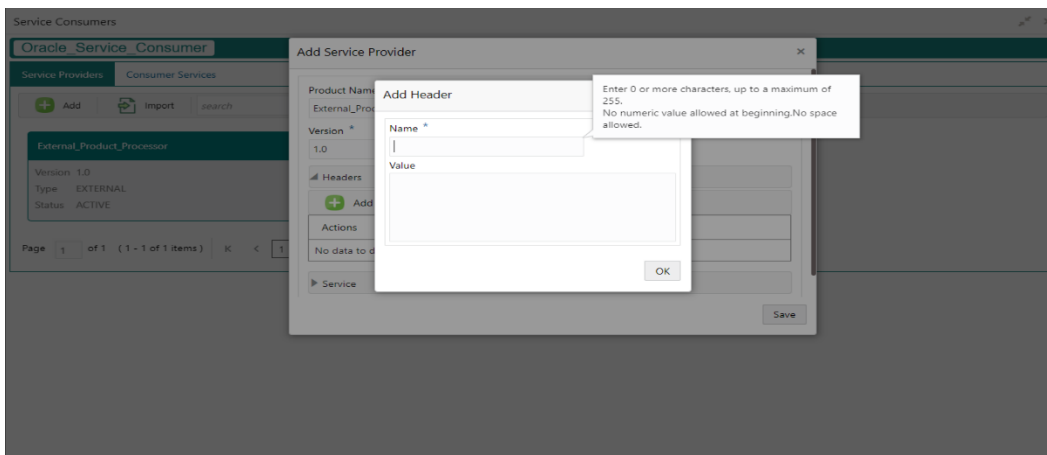 Service Consumers
Oracle_Service_Consumer
Service Providers Consumer Services
Add Import search
External_Product_Processor
Version 1.0
Type EXTERNAL
Status ACTIVE
Page 1 of 1 (1 - 1 of 1 items) K < 1
Add Service Provider ×
Product Name
External_Proc
Version *
1.0
Headers
Add
Actions
No data to d
Service
Save
Add Header
Name *
Value
OK
Enter 0 or more characters, up to a maximum of
255.
No numeric value allowed at beginning.No space
allowed.